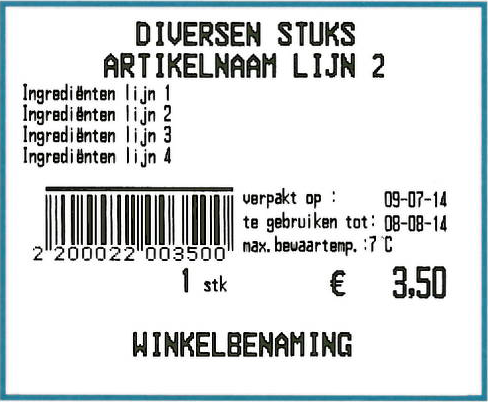 DIVERSEN STUKS
ARTIKELNAAM LIJN 2
Ingrediënten lijn 1
Ingrediënten lijn 2
Ingrediënten lijn 3
Ingrediënten lijn 4
verpakt op : 09-07-14
te gebruiken tot: 08-08-14
max.bewaartemp.:7°C
2 200022 003500
1 stk € 3,50
WINKELBENAMING